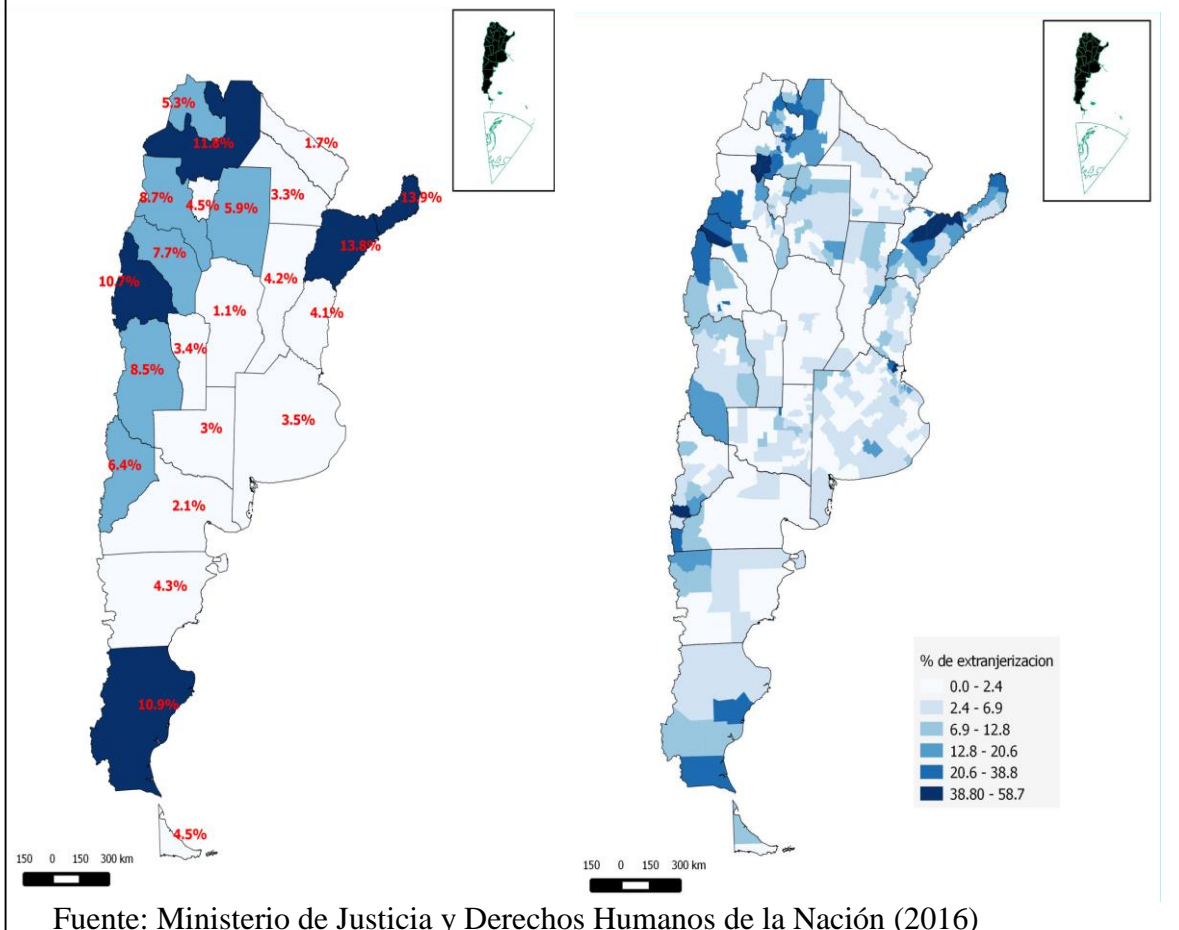 5.3%
11.8%
1.7%
8.7%
4.5%
5.9%
3.3%
13.9%
13.8%
7.7%
4.2%
10.7%
1.1%
4.1%
3.4%
8.5%
3%
3.5%
6.4%
2.1%
4.3%
10.9%
4.5%
150 0 150 300 km
% de extranjerizacion
0.0 - 2.4
2.4 - 6.9
6.9 - 12.8
12.8 - 20.6
20.6 - 38.8
38.80 - 58.7
150 0 150 300 km
Fuente: Ministerio de Justicia y Derechos Humanos de la Nación (2016)